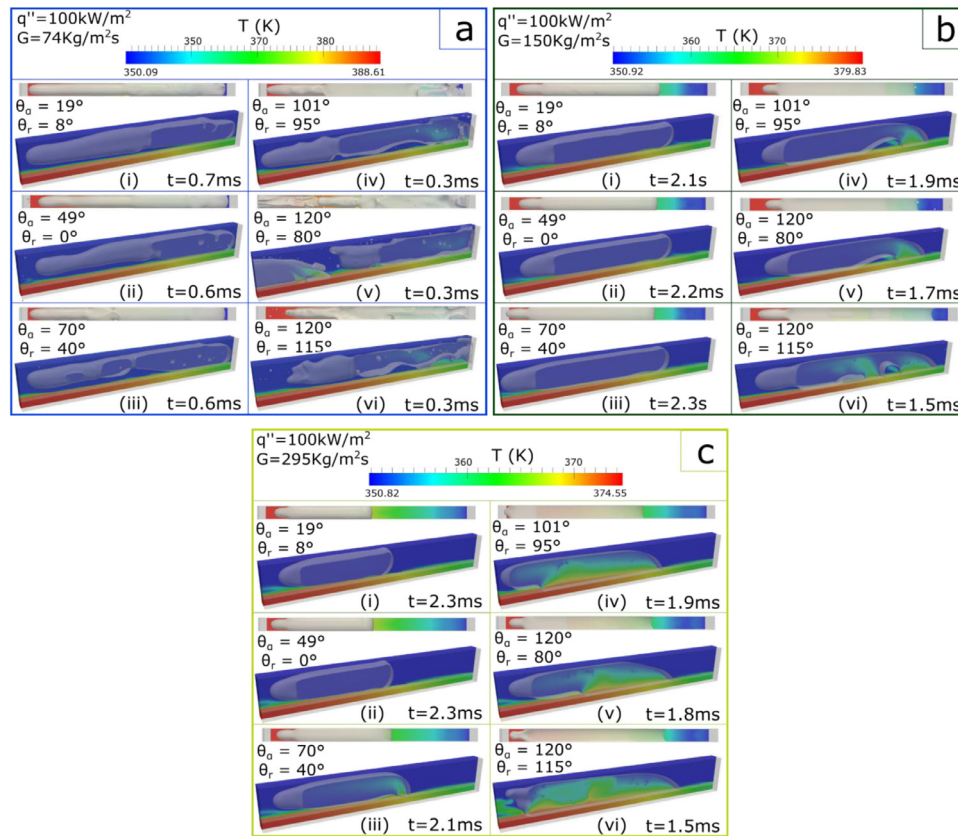 q''=100kW/m²
G=74Kg/m²s
a
T (K)
350 360 370 380
350.09 388.61
θₐ = 19°
θᵣ = 8°
(i) t=0.7ms
θₐ = 101°
θᵣ = 95°
(iv) t=0.3ms
θₐ = 49°
θᵣ = 0°
(ii) t=0.6ms
θₐ = 120°
θᵣ = 80°
(v) t=0.3ms
θₐ = 70°
θᵣ = 40°
(iii) t=0.6ms
θₐ = 120°
θᵣ = 115°
(vi) t=0.3ms
q''=100kW/m²
G=150Kg/m²s
b
T (K)
360 370
350.92 379.83
θₐ = 19°
θᵣ = 8°
(i) t=2.1s
θₐ = 101°
θᵣ = 95°
(iv) t=1.9ms
θₐ = 49°
θᵣ = 0°
(ii) t=2.2ms
θₐ = 120°
θᵣ = 80°
(v) t=1.7ms
θₐ = 70°
θᵣ = 40°
(iii) t=2.3s
θₐ = 120°
θᵣ = 115°
(vi) t=1.5ms
q''=100kW/m²
G=295Kg/m²s
c
T (K)
360 370
350.82 374.55
θₐ = 19°
θᵣ = 8°
(i) t=2.3ms
θₐ = 101°
θᵣ = 95°
(iv) t=1.9ms
θₐ = 49°
θᵣ = 0°
(ii) t=2.3ms
θₐ = 120°
θᵣ = 80°
(v) t=1.8ms
θₐ = 70°
θᵣ = 40°
(iii) t=2.1ms
θₐ = 120°
θᵣ = 115°
(vi) t=1.5ms